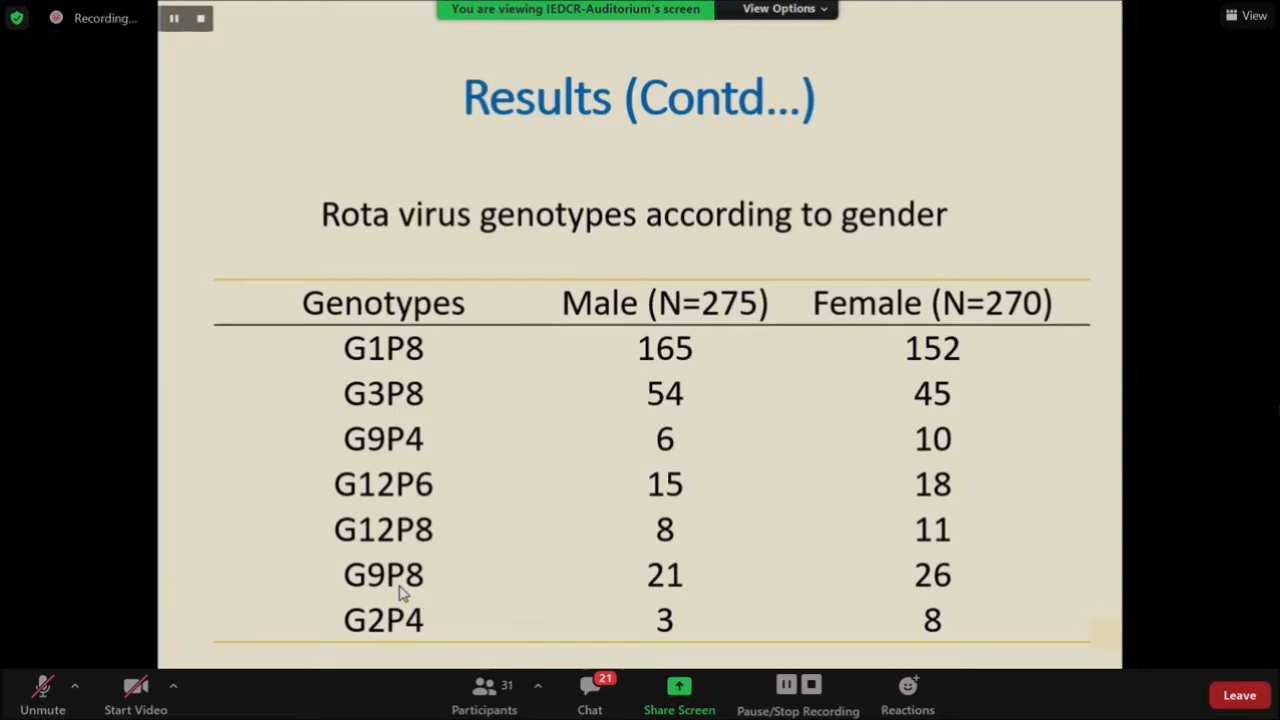 Recording...
You are viewing IEDCR-Auditorium's screen
View Options
View
Results (Contd...)
Rota virus genotypes according to gender
Genotypes Male (N=275) Female (N=270)
G1P8 165 152
G3P8 54 45
G9P4 6 10
G12P6 15 18
G12P8 8 11
G9P8 21 26
G2P4 3 8
31
21
Unmute Start Video Participants Chat Share Screen Pause/Stop Recording Reactions Leave